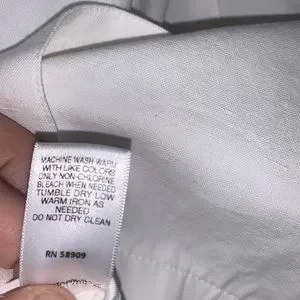 MACHINE WASH WARM
WITH LIKE COLORS
ONLY NON-CHLORINE
BLEACH WHEN NEEDED
TUMBLE DRY LOW
WARM IRON AS
NEEDED
DO NOT DRY CLEAN
RN 58909